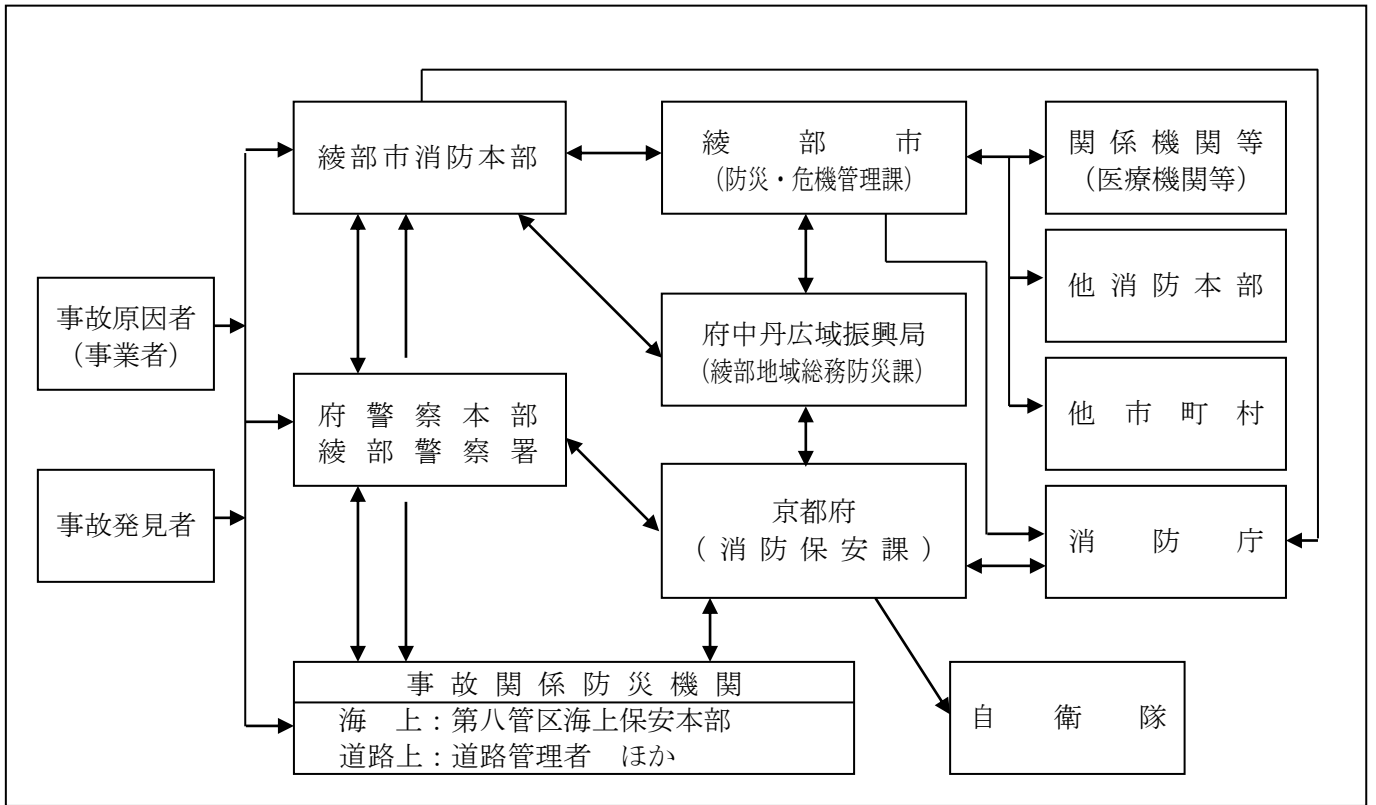 綾部市消防本部
綾部市
(防災・危機管理課)
関係機関等
(医療機関等)
他消防本部
事故原因者
(事業者)
府中丹広域振興局
(綾部地域総務防災課)
府警察本部
綾部警察署
他市町村
事故発見者
京都府
(消防保安課)
消防庁
事故関係防災機関
海　上：第八管区海上保安本部
道路上：道路管理者　ほか
自衛隊